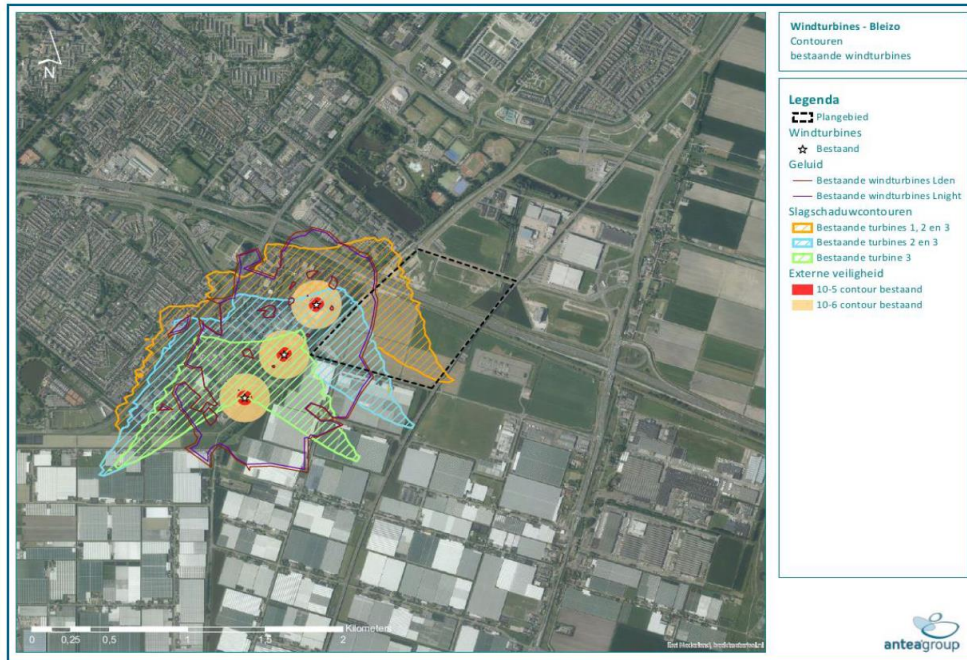 Windturbines - Bleizo
Contouren
bestaande windturbines
N
Legenda
Plangebied
Windturbines
Bestaand
Geluid
Bestaande windturbines Lden
Bestaande windturbines Lnight
Slagschaduwcontouren
Bestaande turbines 1, 2 en 3
Bestaande turbines 2 en 3
Bestaande turbine 3
Externe veiligheid
10-5 contour bestaand
10-6 contour bestaand
Kilometers
0 0,25 0,5 1 1,5 2
anteagroup